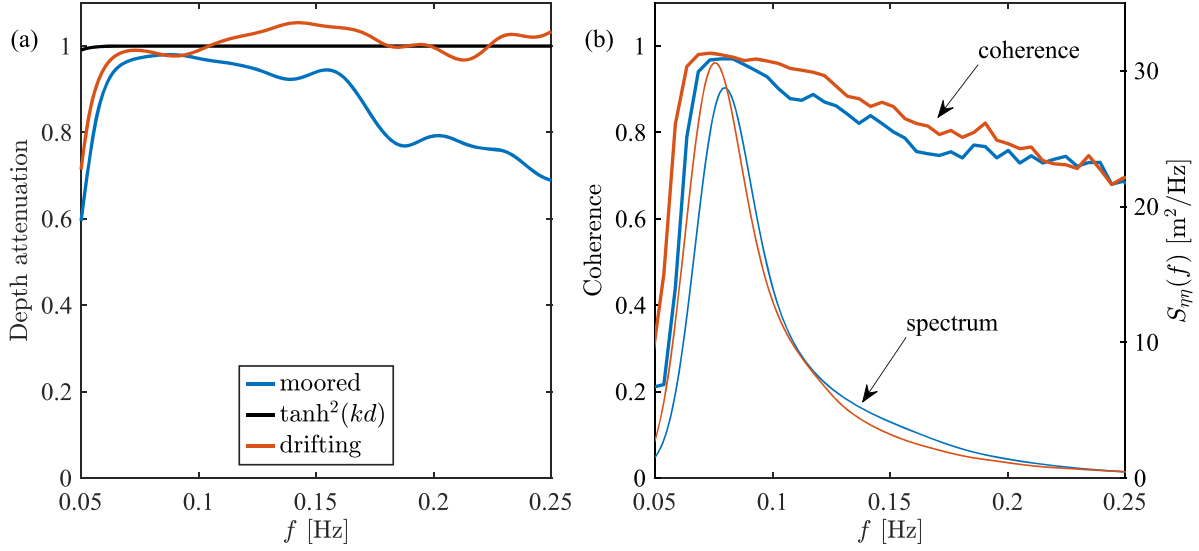 (a)
Depth attenuation
1
0.8
0.6
0.4
0.2
0
0.05
0.1
0.15
0.2
0.25
f [Hz]
moored
tanh²(kd)
drifting
(b)
Coherence
1
0.8
0.6
0.4
0.2
0
coherence
spectrum
0.05
0.1
0.15
0.2
0.25
f [Hz]
30
20
10
0
Sηη(f) [m²/Hz]